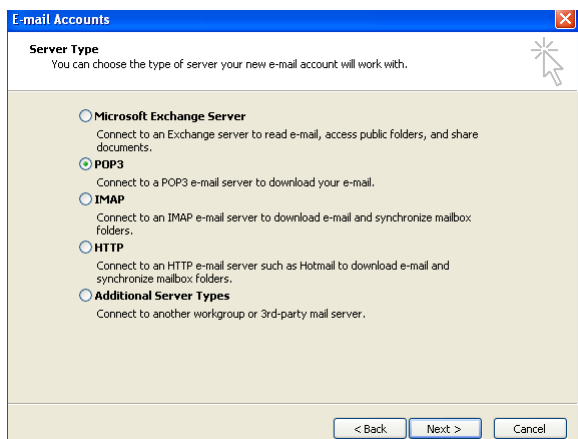 E-mail Accounts
Server Type
You can choose the type of server your new e-mail account will work with.
Microsoft Exchange Server
Connect to an Exchange server to read e-mail, access public folders, and share
documents.
POP3
Connect to a POP3 e-mail server to download your e-mail.
IMAP
Connect to an IMAP e-mail server to download e-mail and synchronize mailbox
folders.
HTTP
Connect to an HTTP e-mail server such as Hotmail to download e-mail and
synchronize mailbox folders.
Additional Server Types
Connect to another workgroup or 3rd-party mail server.
< Back Next > Cancel